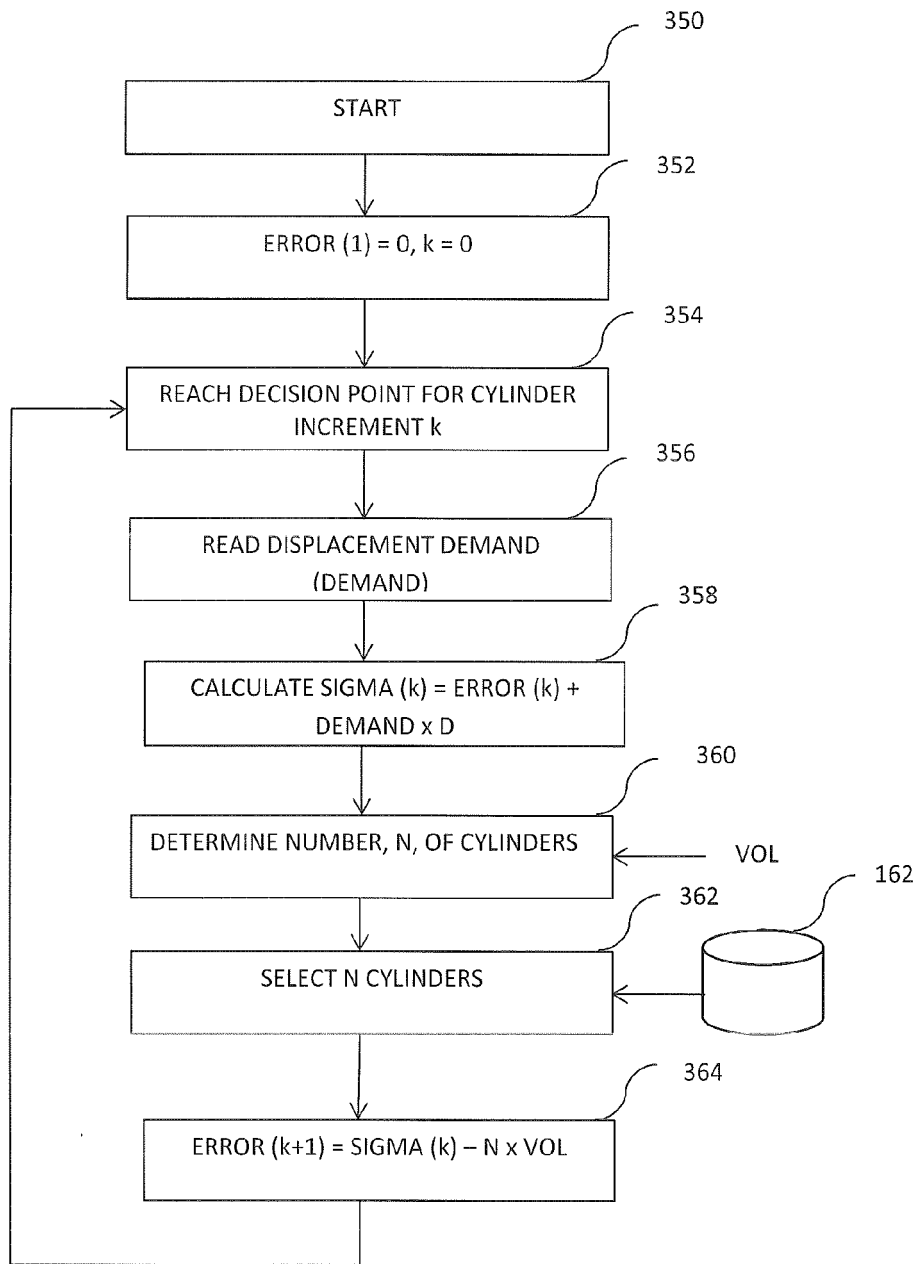 350
START
352
ERROR (1) = 0, k = 0
354
REACH DECISION POINT FOR CYLINDER
INCREMENT k
356
READ DISPLACEMENT DEMAND
(DEMAND)
358
CALCULATE SIGMA (k) = ERROR (k) +
DEMAND x D
360
DETERMINE NUMBER, N, OF CYLINDERS
VOL
162
362
SELECT N CYLINDERS
364
ERROR (k+1) = SIGMA (k) – N x VOL